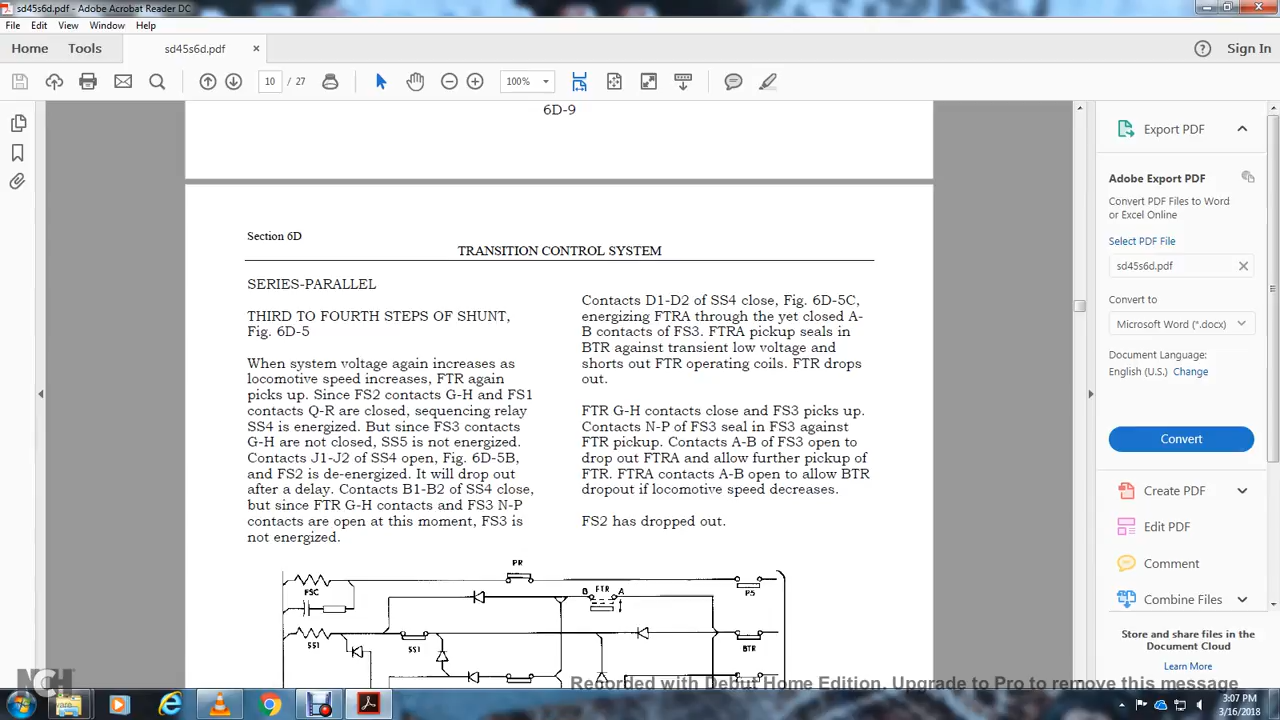 sd45s6d.pdf - Adobe Acrobat Reader DC
File Edit View Window Help
Home Tools sd45s6d.pdf × ? Sign In
10 / 27 100%
6D-9
Section 6D
TRANSITION CONTROL SYSTEM
SERIES-PARALLEL
THIRD TO FOURTH STEPS OF SHUNT,
Fig. 6D-5
When system voltage again increases as
locomotive speed increases, FTR again
picks up. Since FS2 contacts G-H and FS1
contacts Q-R are closed, sequencing relay
SS4 is energized. But since FS3 contacts
G-H are not closed, SS5 is not energized.
Contacts J1-J2 of SS4 open, Fig. 6D-5B,
and FS2 is de-energized. It will drop out
after a delay. Contacts B1-B2 of SS4 close,
but since FTR G-H contacts and FS3 N-P
contacts are open at this moment, FS3 is
not energized.
Contacts D1-D2 of SS4 close, Fig. 6D-5C,
energizing FTRA through the yet closed A-
B contacts of FS3. FTRA pickup seals in
BTR against transient low voltage and
shorts out FTR operating coils. FTR drops
out.
FTR G-H contacts close and FS3 picks up.
Contacts N-P of FS3 seal in FS3 against
FTR pickup. Contacts A-B of FS3 open to
drop out FTRA and allow further pickup of
FTR. FTRA contacts A-B open to allow BTR
dropout if locomotive speed decreases.
FS2 has dropped out.
PR
FSC
B FTR A
P5
SS1
SS1
BTR
Export PDF
Adobe Export PDF
Convert PDF Files to Word
or Excel Online
Select PDF File
sd45s6d.pdf
Convert to
Microsoft Word (*.docx)
Document Language:
English (U.S.) Change
Convert
Create PDF
Edit PDF
Comment
Combine Files
Store and share files in the
Document Cloud
Learn More
NCH
Recorded with Debut Home Edition. Upgrade to Pro to remove this message
3:07 PM
3/16/2018